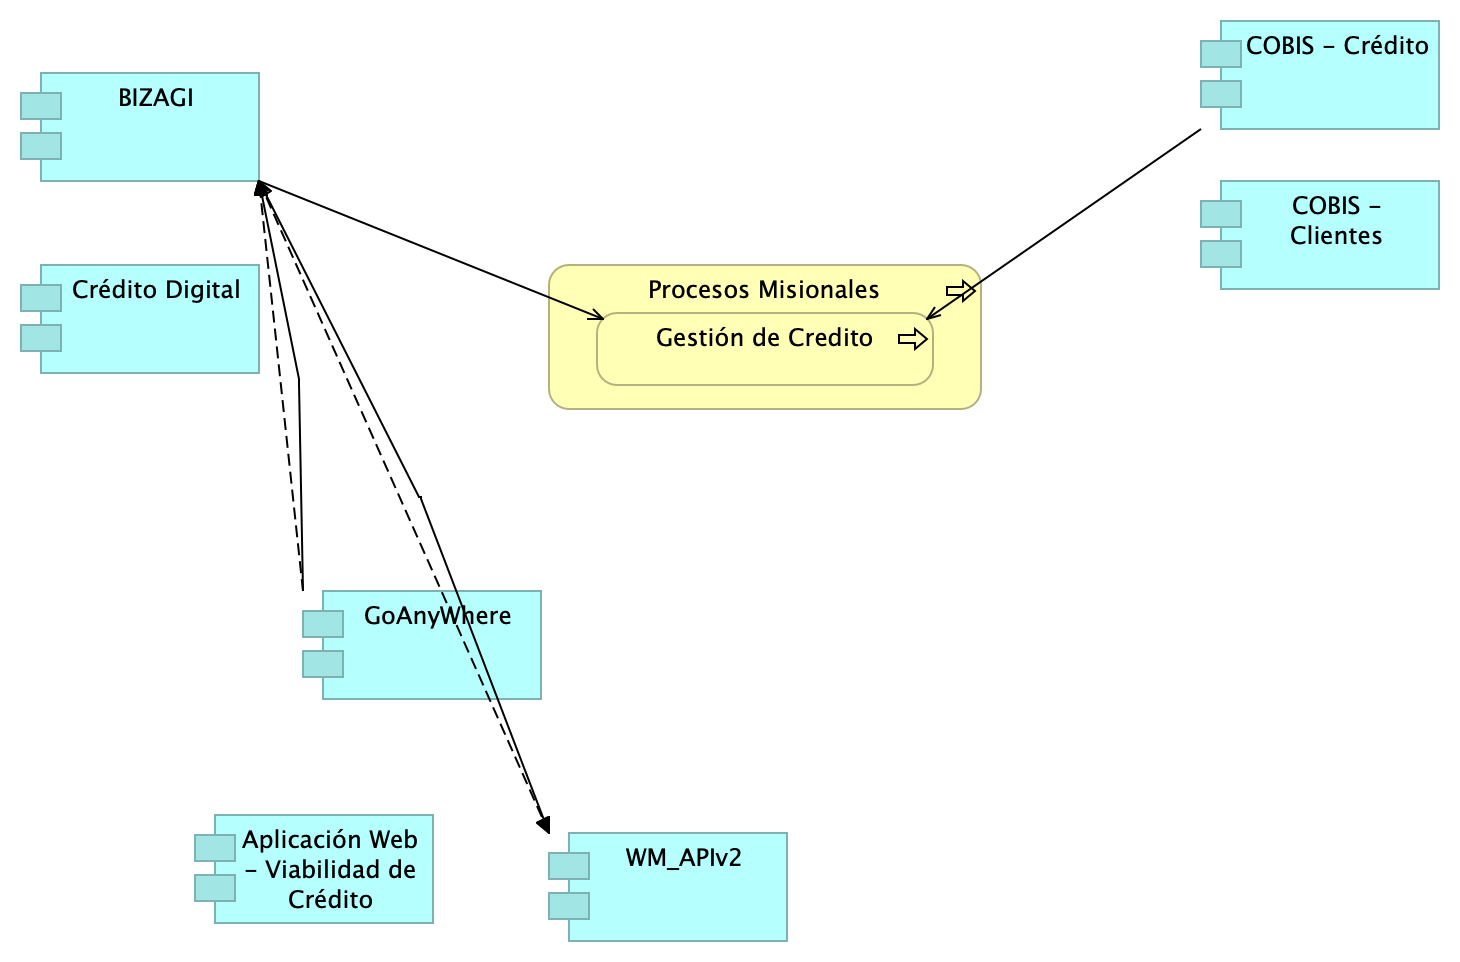 COBIS - Crédito
BIZAGI
COBIS -
Clientes
Crédito Digital
Procesos Misionales
Gestión de Credito
GoAnyWhere
Aplicación Web
- Viabilidad de
Crédito
WM_APIv2